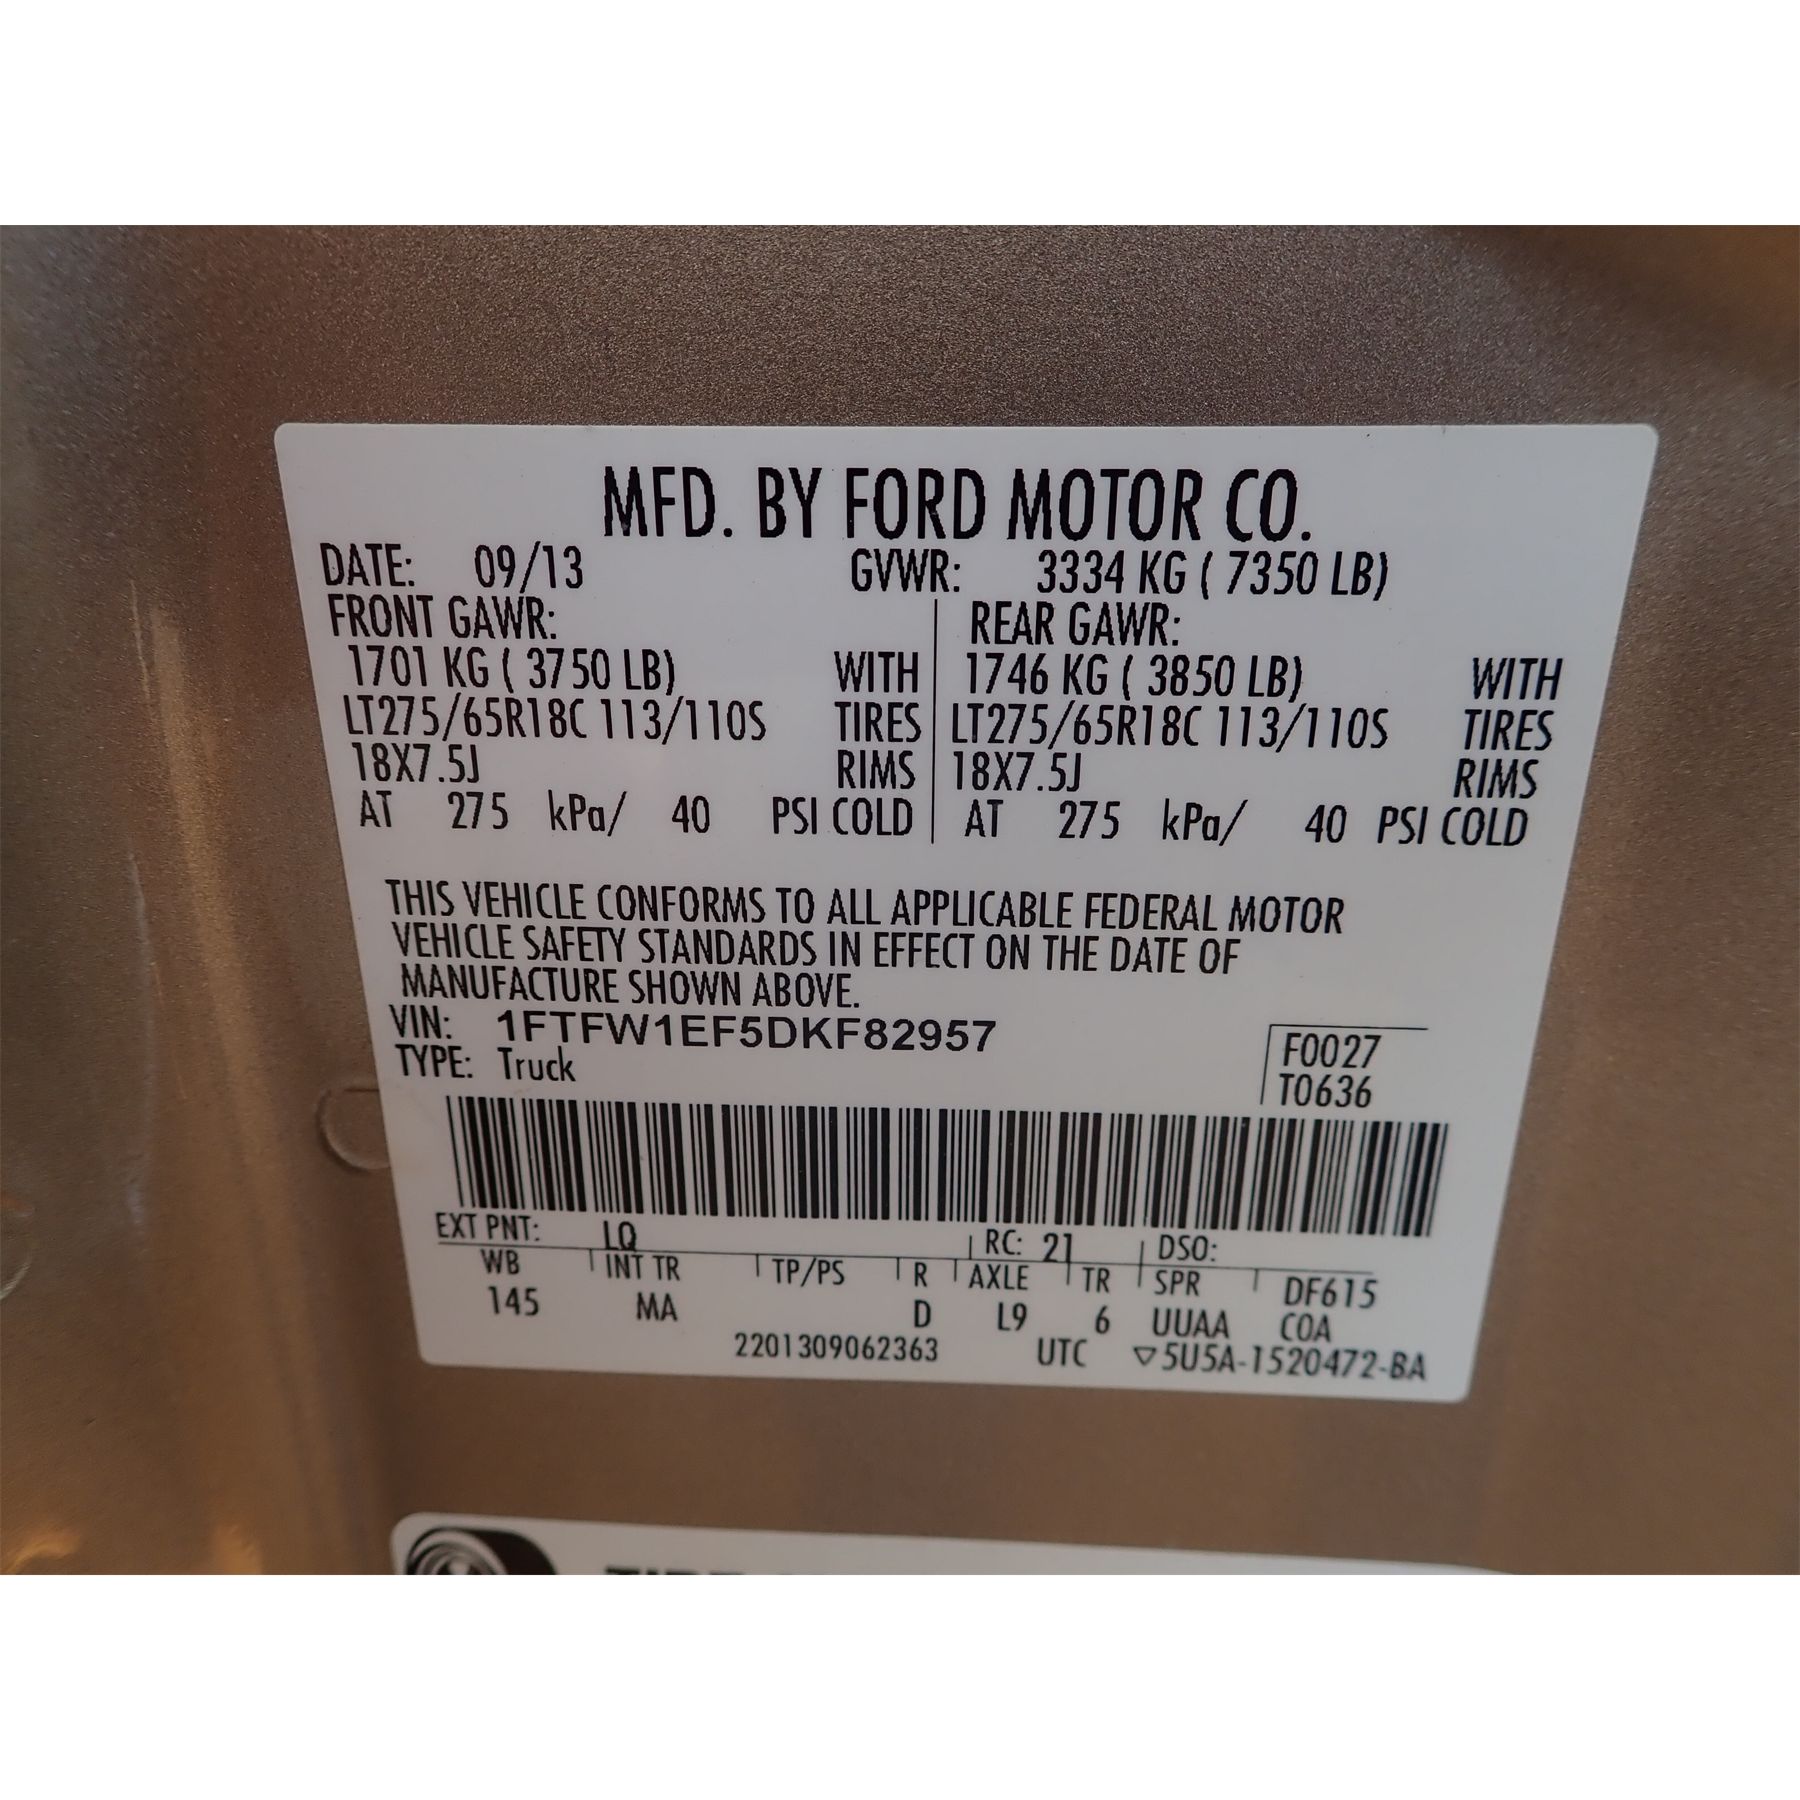 MFD. BY FORD MOTOR CO.
DATE: 09/13 GVWR: 3334 KG ( 7350 LB)
FRONT GAWR: REAR GAWR:
1701 KG ( 3750 LB) WITH 1746 KG ( 3850 LB) WITH
LT275/65R18C 113/110S TIRES LT275/65R18C 113/110S TIRES
18X7.5J RIMS 18X7.5J RIMS
AT 275 kPa/ 40 PSI COLD AT 275 kPa/ 40 PSI COLD
THIS VEHICLE CONFORMS TO ALL APPLICABLE FEDERAL MOTOR
VEHICLE SAFETY STANDARDS IN EFFECT ON THE DATE OF
MANUFACTURE SHOWN ABOVE.
VIN: 1FTFW1EF5DKF82957 F0027
TYPE: Truck T0636
EXT PNT: LQ RC: 21 DSO:
WB INT TR TP/PS R AXLE TR SPR DF615
145 MA D L9 6 UUAA COA
2201309062363 UTC ▽5U5A-1520472-BA